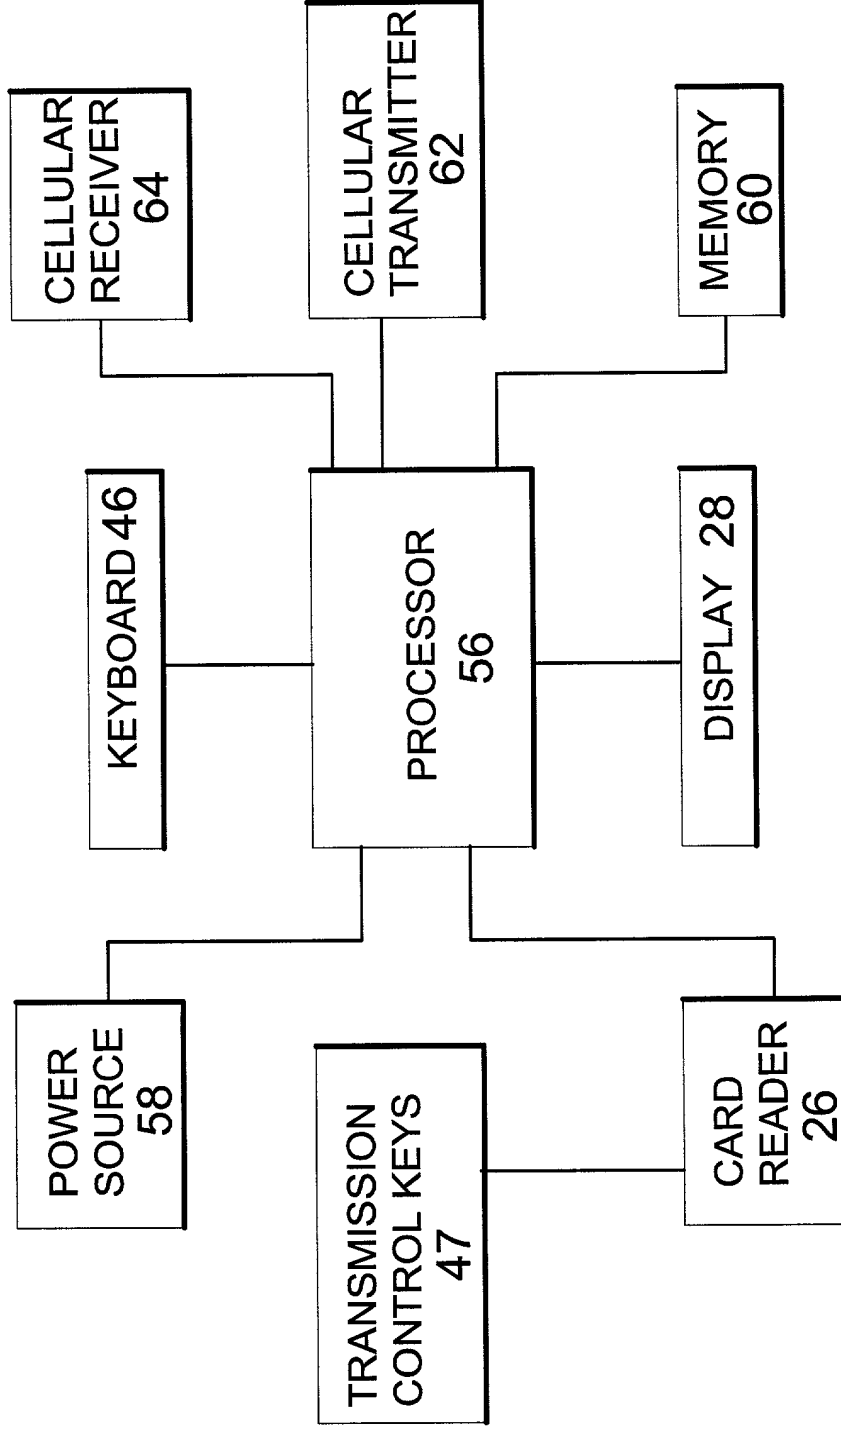 POWER
SOURCE
58
KEYBOARD 46
CELLULAR
RECEIVER
64
TRANSMISSION
CONTROL KEYS
47
PROCESSOR
56
CELLULAR
TRANSMITTER
62
CARD
READER
26
DISPLAY 28
MEMORY
60